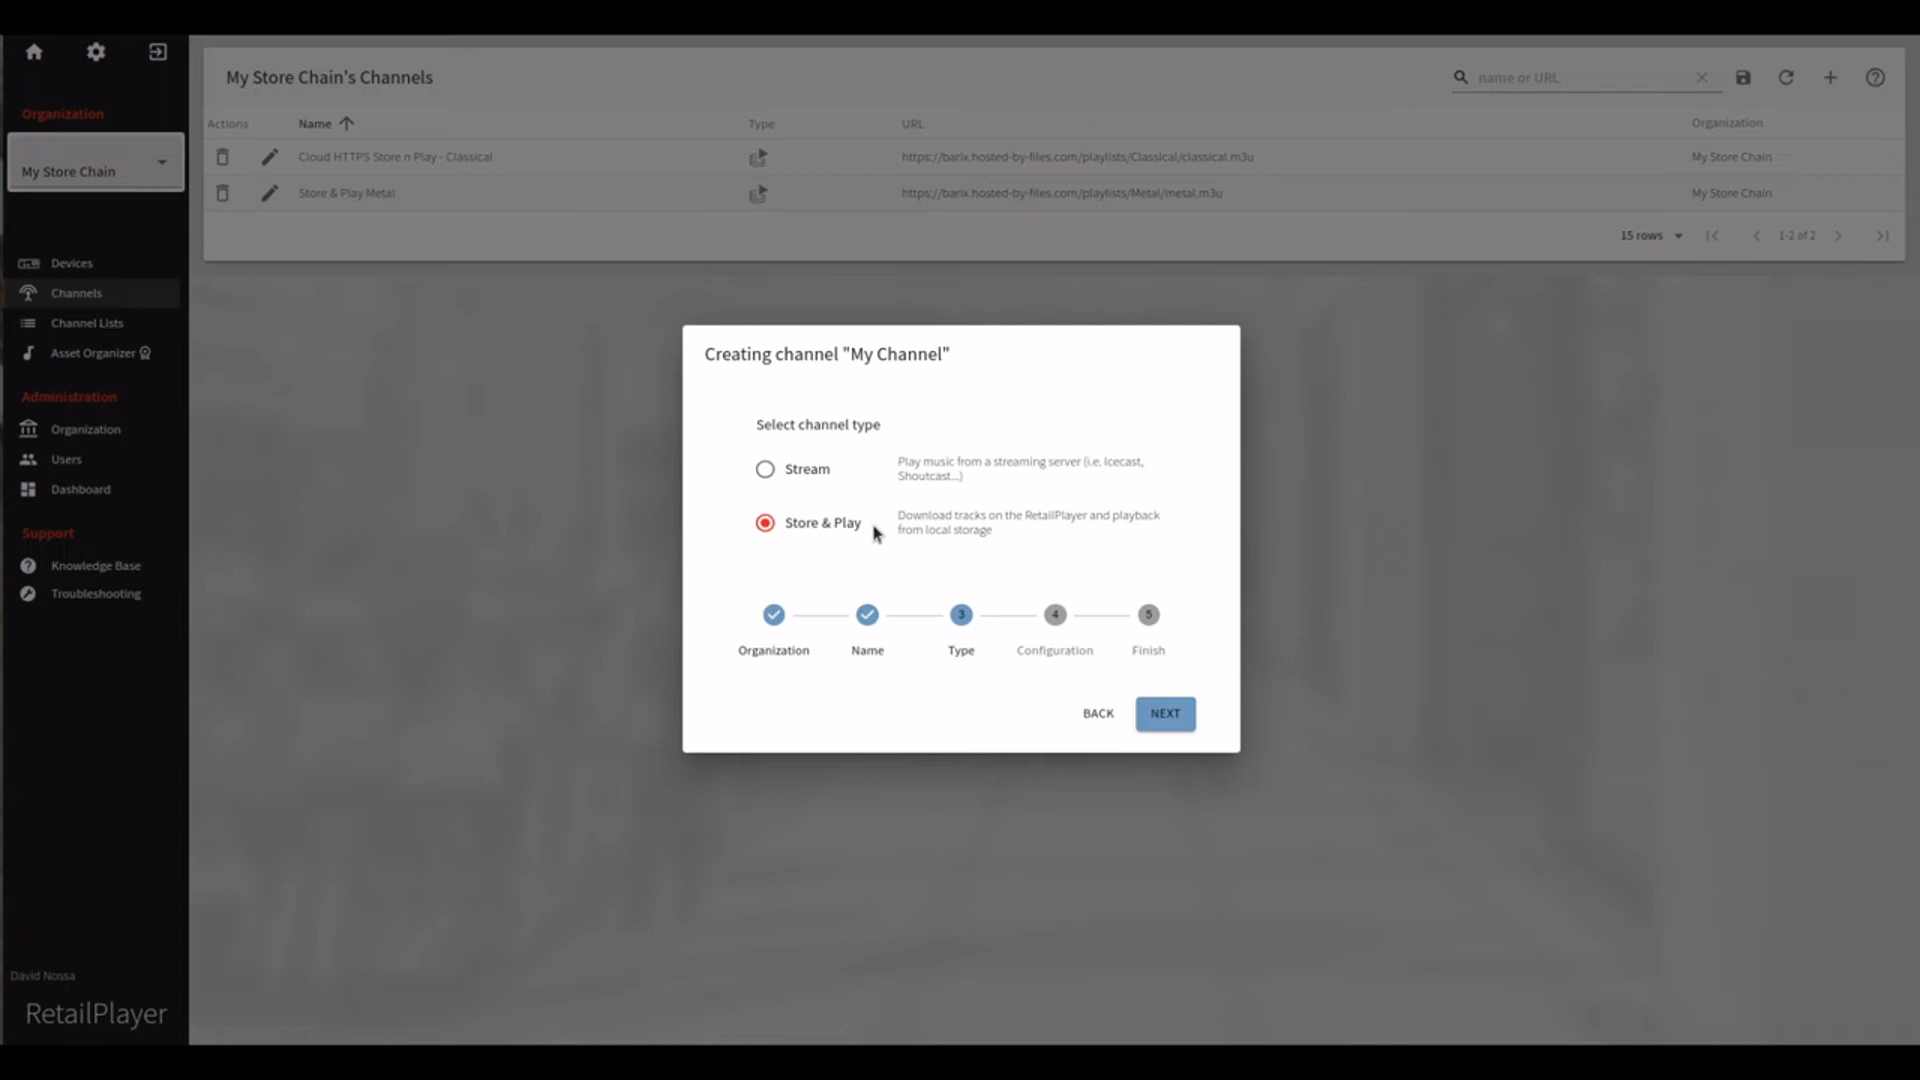 Organization
My Store Chain
Devices
Channels
Channel Lists
Asset Organizer
Administration
Organization
Users
Dashboard
Support
Knowledge Base
Troubleshooting
David Nossa
RetailPlayer
My Store Chain's Channels
name or URL
Actions Name Type URL Organization
Cloud HTTPS Store n Play - Classical https://barix.hosted-by-files.com/playlists/Classical/classical.m3u My Store Chain
Store & Play Metal https://barix.hosted-by-files.com/playlists/Metal/metal.m3u My Store Chain
15 rows 1-2 of 2
Creating channel "My Channel"
Select channel type
Stream
Play music from a streaming server (i.e. Icecast,
Shoutcast...)
Store & Play
Download tracks on the RetailPlayer and playback
from local storage
3 4 5
Organization Name Type Configuration Finish
BACK NEXT